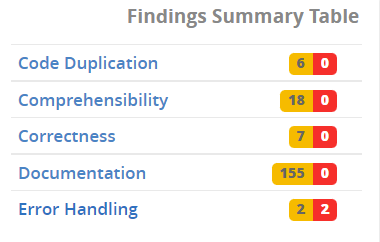 Findings Summary Table
Code Duplication 6 0
Comprehensibility 18 0
Correctness 7 0
Documentation 155 0
Error Handling 2 2